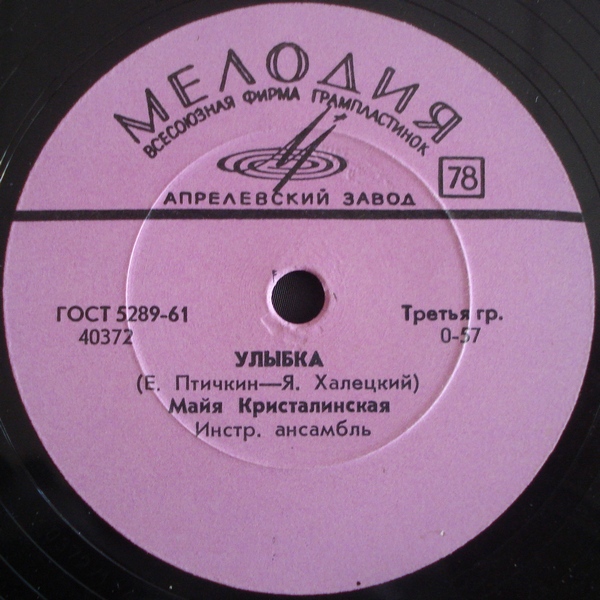 МЕЛОДИЯ
ВСЕСОЮЗНАЯ ФИРМА ГРАМПЛАСТИНОК
78
АПРЕЛЕВСКИЙ ЗАВОД
ГОСТ 5289-61
Третья гр.
40372
0-57
УЛЫБКА
(Е. Птичкин—Я. Халецкий)
Майя Кристалинская
Инстр. ансамбль